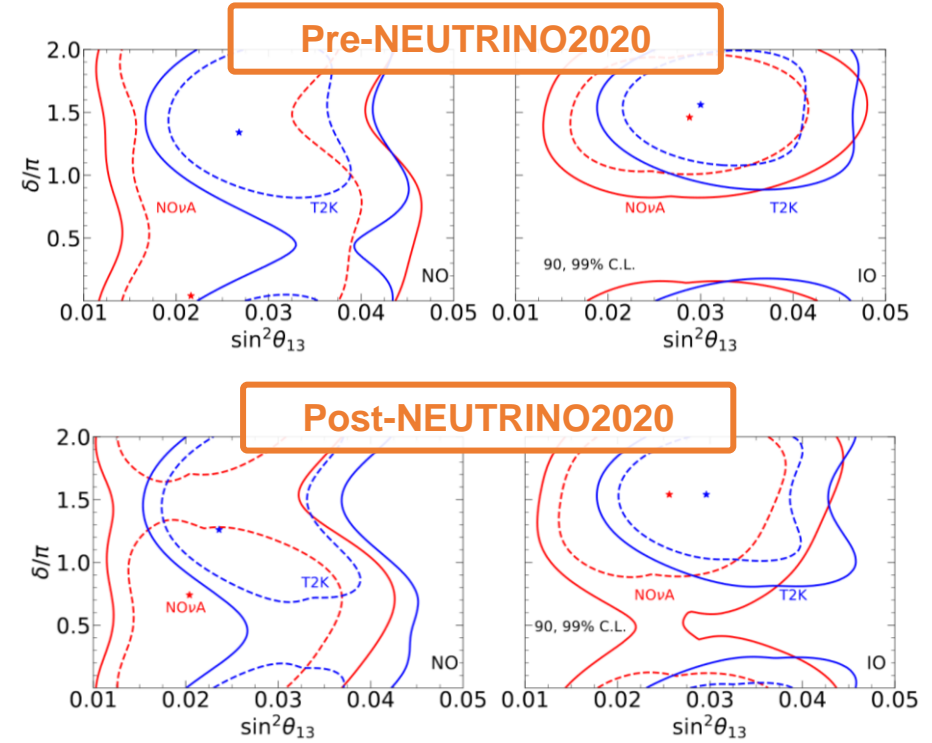 Pre-NEUTRINO2020
2.0
1.5
1.0
0.5
0
δ/π
NOνA
T2K
NO
0.01 0.02 0.03 0.04 0.05
sin²θ₁₃
NOνA
T2K
90, 99% C.L.
IO
0.01 0.02 0.03 0.04 0.05
sin²θ₁₃
Post-NEUTRINO2020
2.0
1.5
1.0
0.5
0
δ/π
T2K
NOνA
NO
0.01 0.02 0.03 0.04 0.05
sin²θ₁₃
NOνA
T2K
90, 99% C.L.
IO
0.01 0.02 0.03 0.04 0.05
sin²θ₁₃